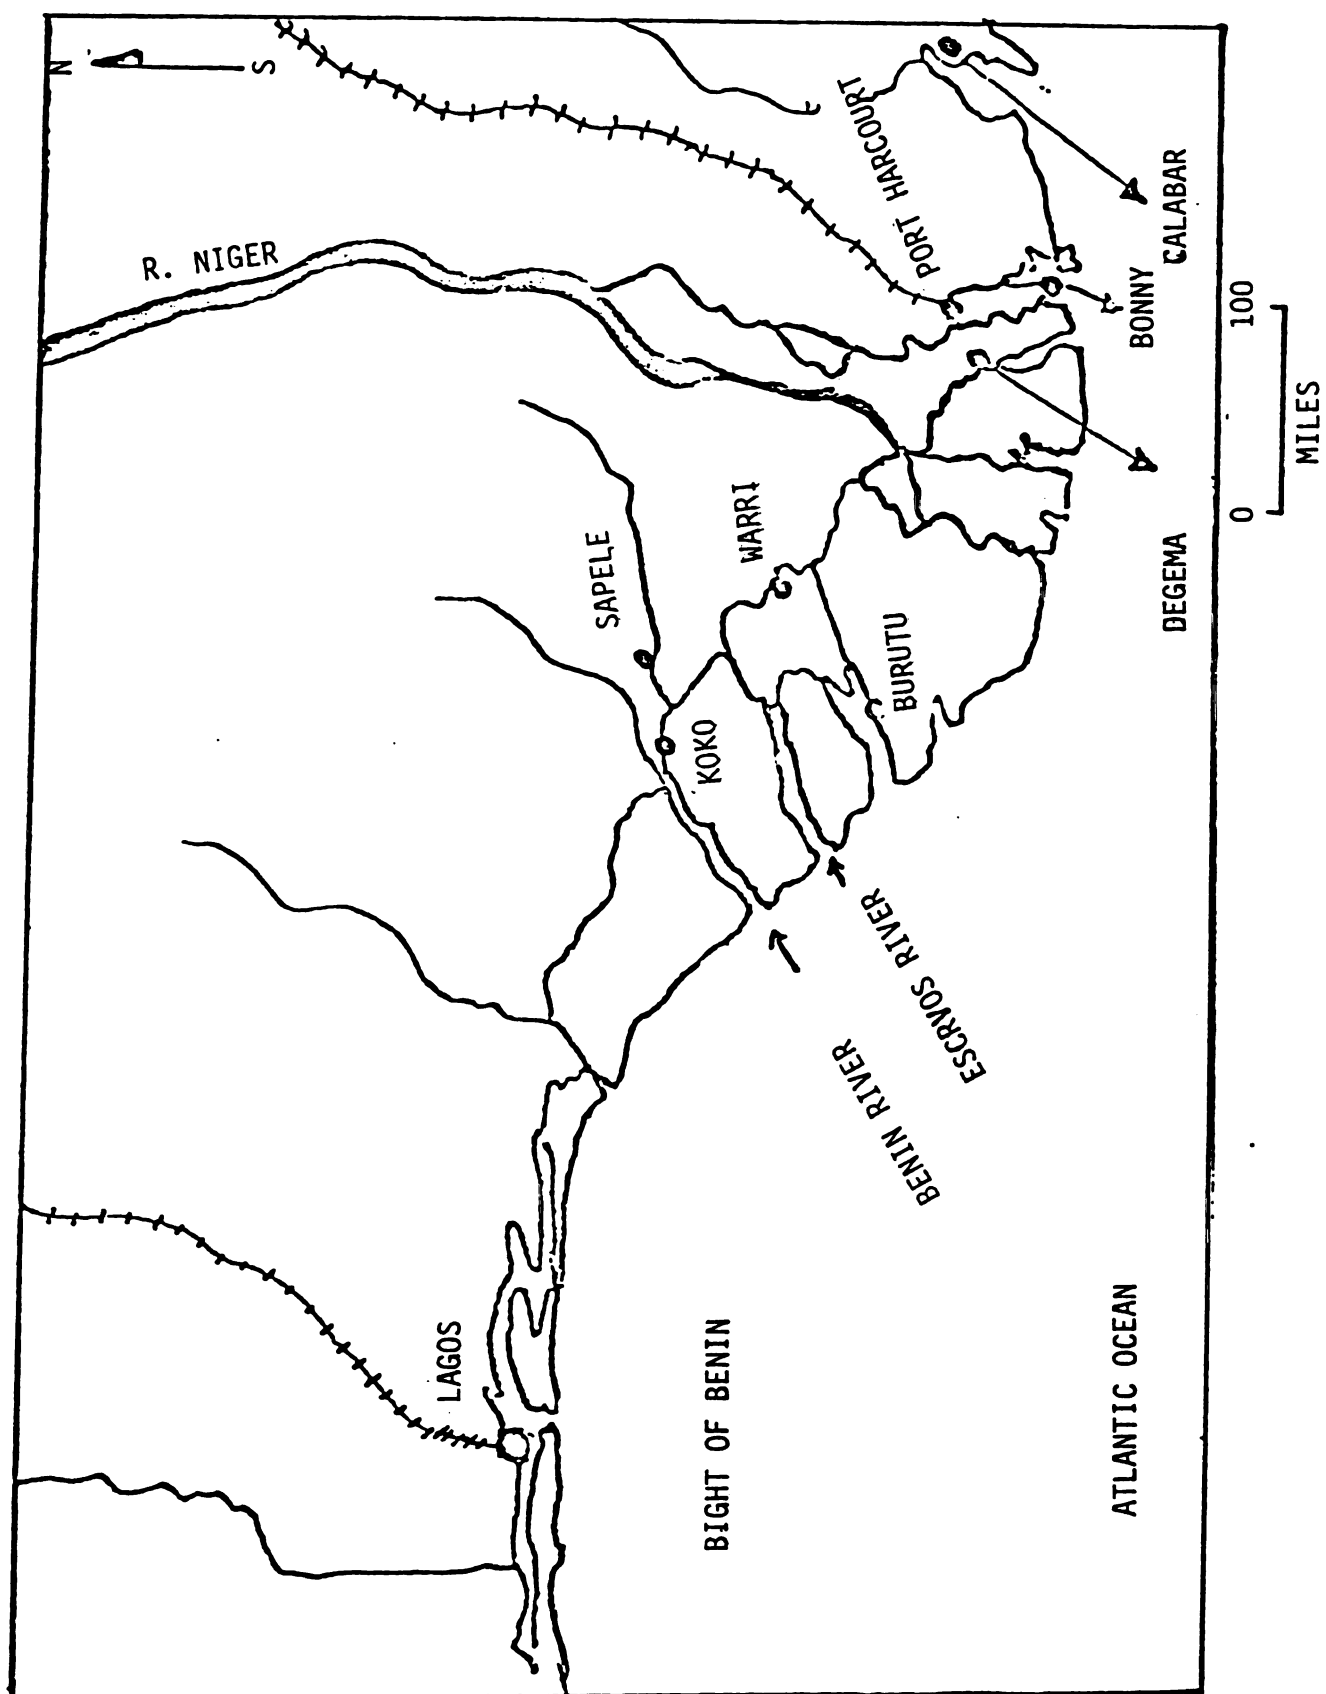 N
S
R. NIGER
PORT HARCOURT
CALABAR
BONNY
DEGEMA
WARRI
SAPELE
BURUTU
KOKO
ESCRVOS RIVER
BENIN RIVER
LAGOS
BIGHT OF BENIN
ATLANTIC OCEAN
0 100
MILES